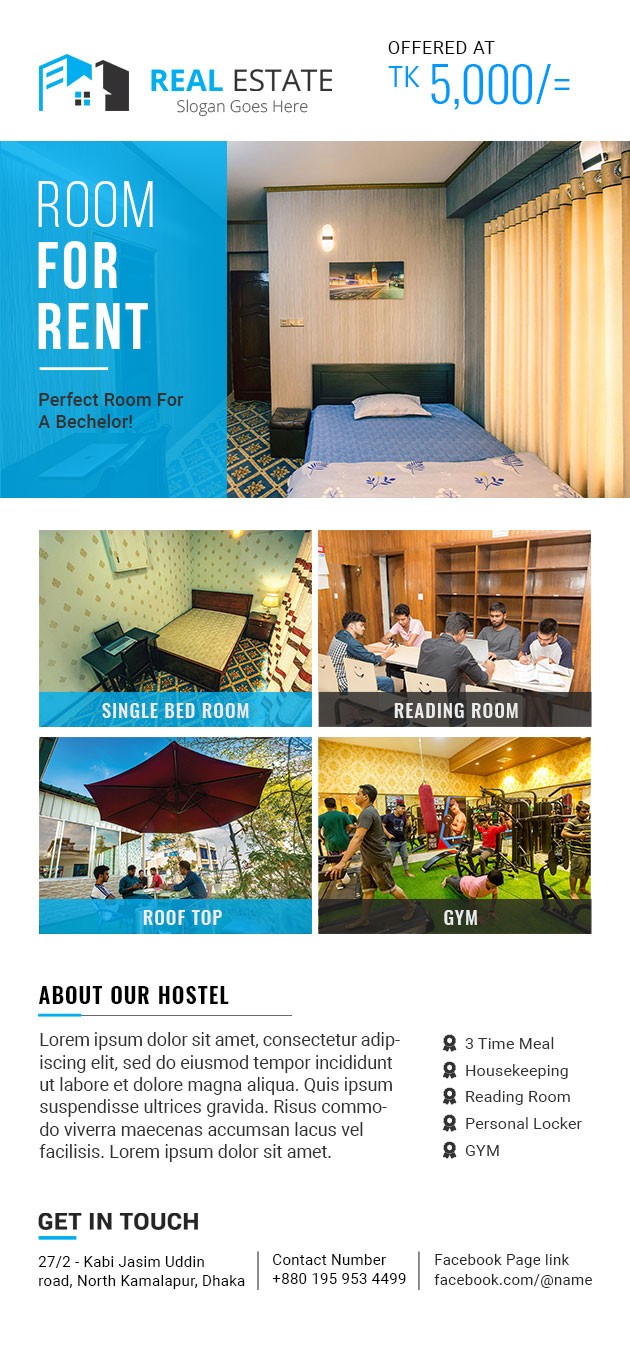 REAL ESTATE
Slogan Goes Here
OFFERED AT
TK 5,000/=
ROOM
FOR
RENT
Perfect Room For
A Bechelor!
SINGLE BED ROOM
READING ROOM
ROOF TOP
GYM
ABOUT OUR HOSTEL
Lorem ipsum dolor sit amet, consectetur adip-
iscing elit, sed do eiusmod tempor incididunt
ut labore et dolore magna aliqua. Quis ipsum
suspendisse ultrices gravida. Risus commo-
do viverra maecenas accumsan lacus vel
facilisis. Lorem ipsum dolor sit amet.
3 Time Meal
Housekeeping
Reading Room
Personal Locker
GYM
GET IN TOUCH
27/2 - Kabi Jasim Uddin
road, North Kamalapur, Dhaka
Contact Number
+880 195 953 4499
Facebook Page link
facebook.com/@name